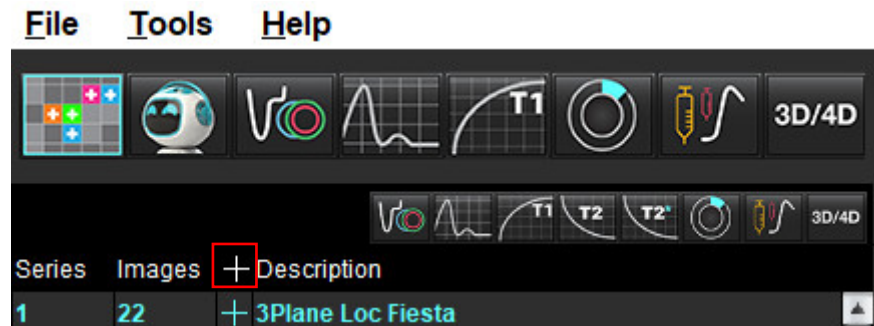 File Tools Help
T1 3D/4D
T1 T2 T2* 3D/4D
Series Images Description
1 22 3Plane Loc Fiesta